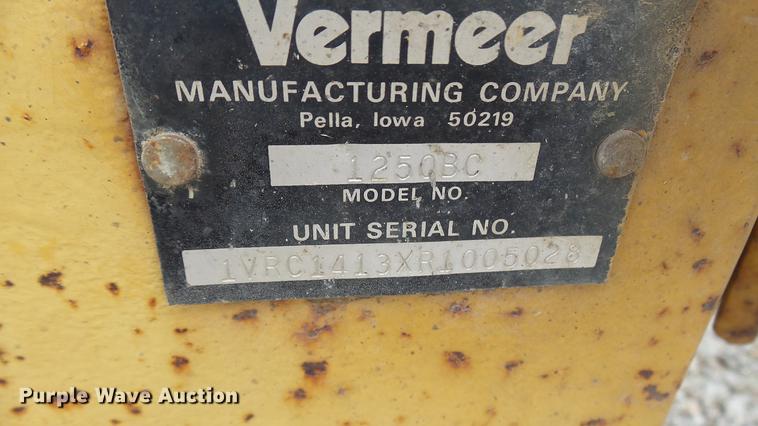 Vermeer
MANUFACTURING COMPANY
Pella, Iowa 50219
1250BC
MODEL NO.
UNIT SERIAL NO.
1VRC1413XR1005028
Purple Wave Auction